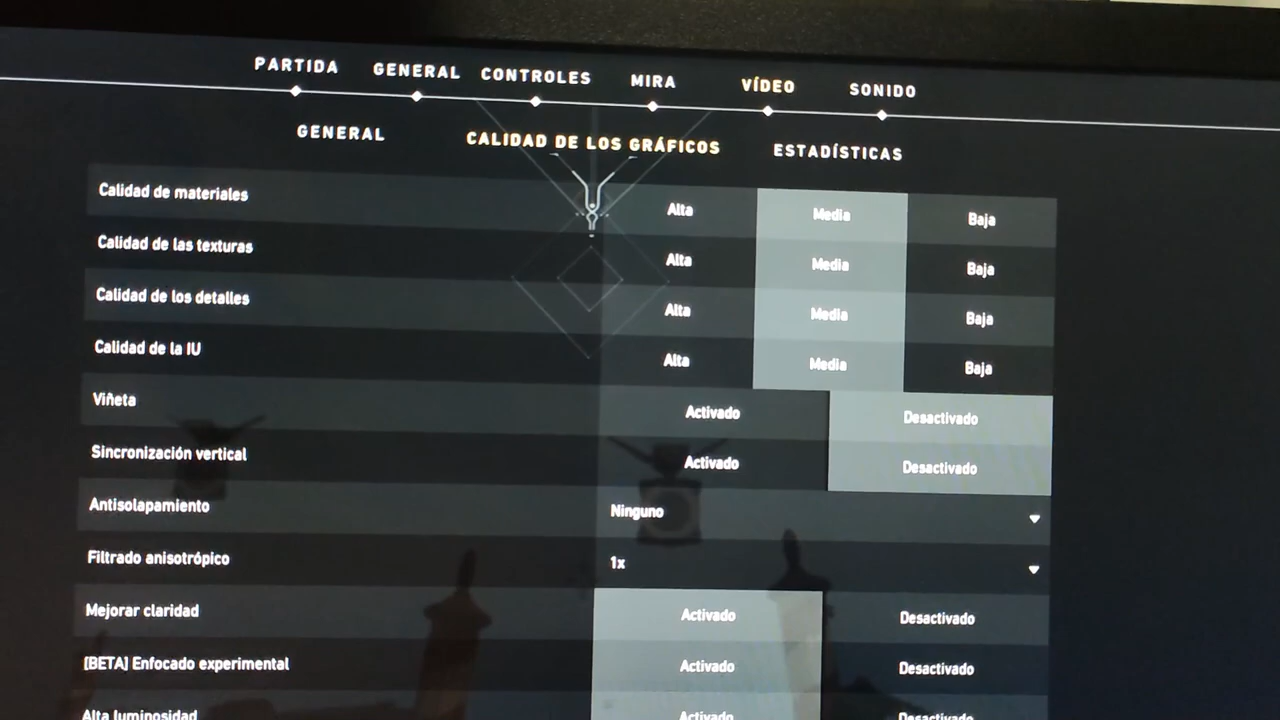 PARTIDA GENERAL CONTROLES MIRA VÍDEO SONIDO
GENERAL CALIDAD DE LOS GRÁFICOS ESTADÍSTICAS
Calidad de materiales Alta Media Baja
Calidad de las texturas Alta Media Baja
Calidad de los detalles Alta Media Baja
Calidad de la IU Alta Media Baja
Viñeta Activado Desactivado
Sincronización vertical Activado Desactivado
Antisolapamiento Ninguno
Filtrado anisotrópico 1x
Mejorar claridad Activado Desactivado
[BETA] Enfocado experimental Activado Desactivado
Alta luminosidad Activado Desactivado